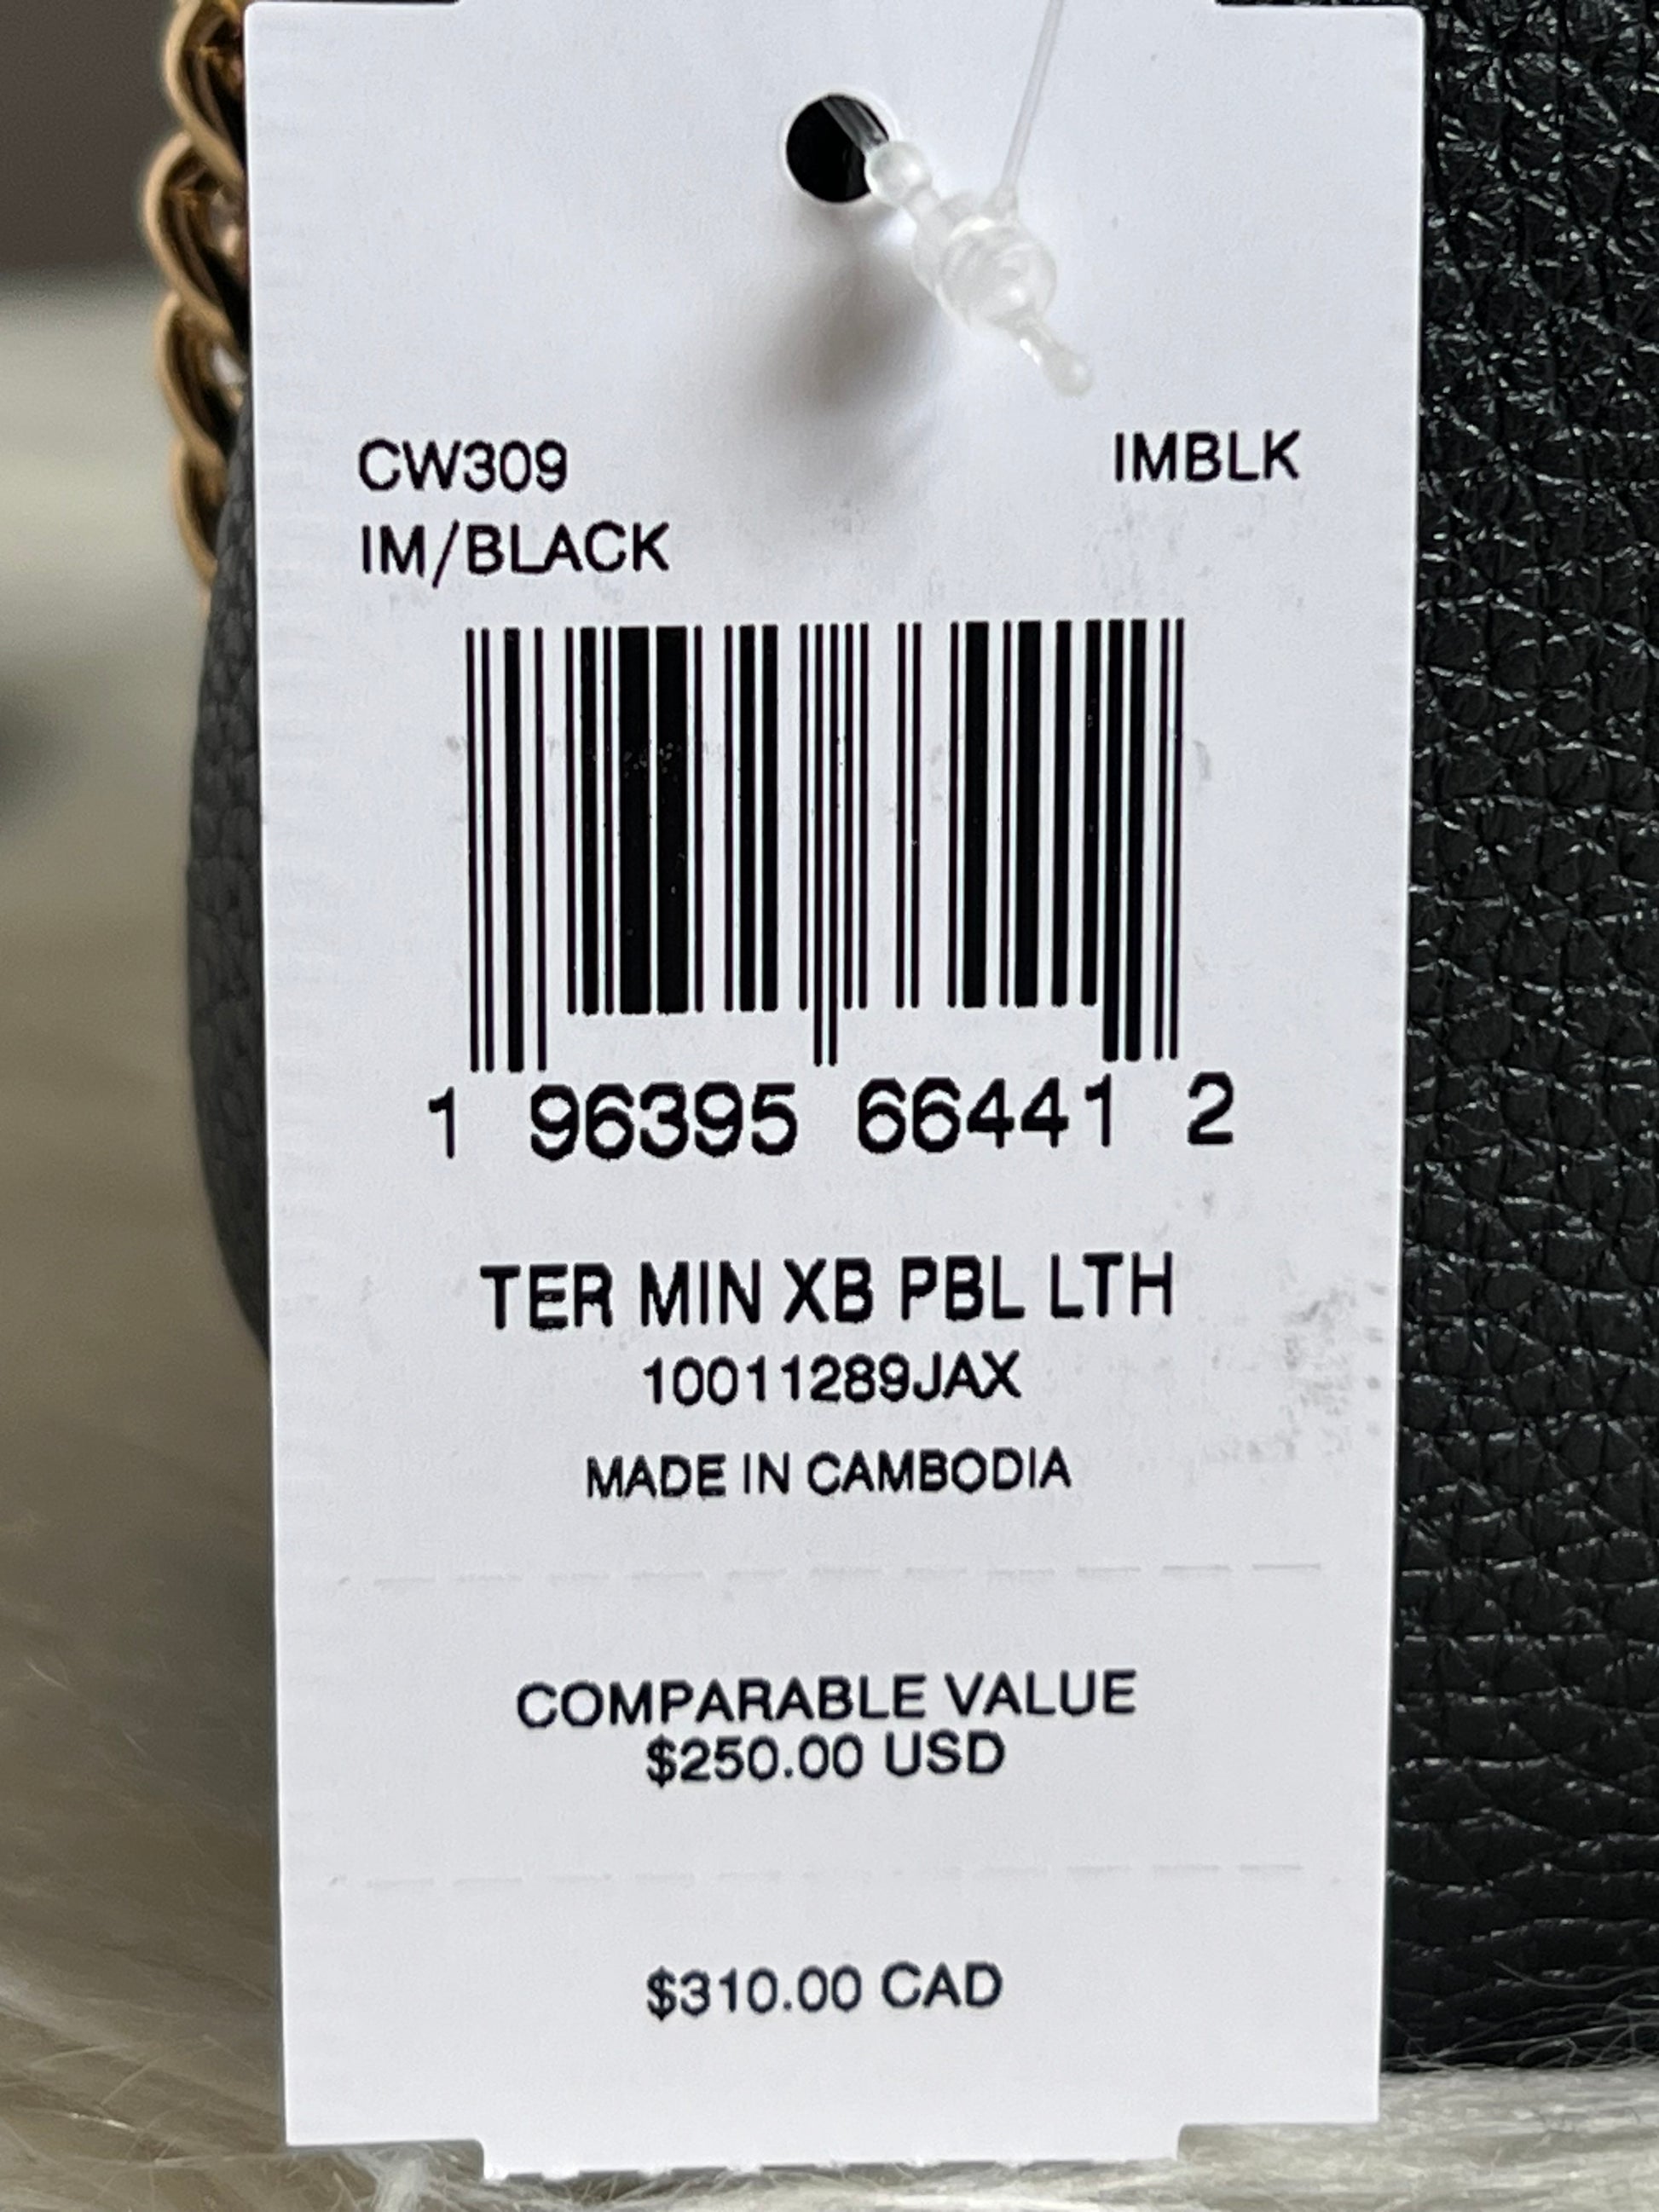 CW309 IMBLK
IM/BLACK
1 96395 66441 2
TER MIN XB PBL LTH
10011289JAX
MADE IN CAMBODIA
COMPARABLE VALUE
$250.00 USD
$310.00 CAD